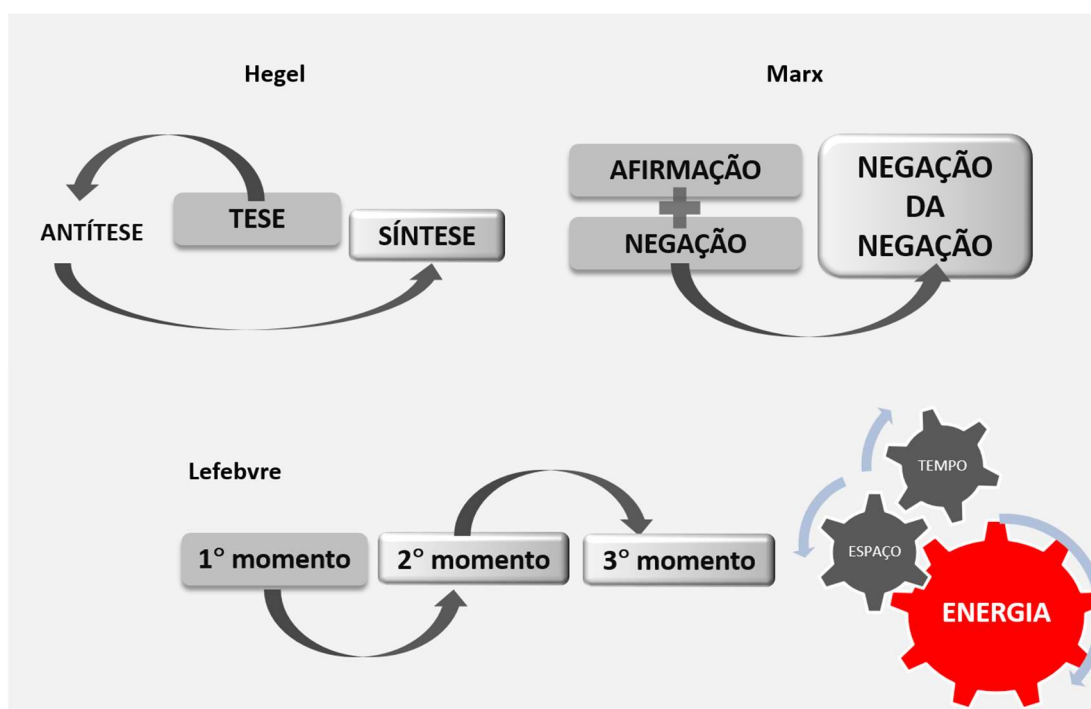 Hegel
ANTÍTESE
TESE
SÍNTESE
Marx
AFIRMAÇÃO
NEGAÇÃO
NEGAÇÃO
DA
NEGAÇÃO
Lefebvre
1° momento
2° momento
3° momento
TEMPO
ESPAÇO
ENERGIA